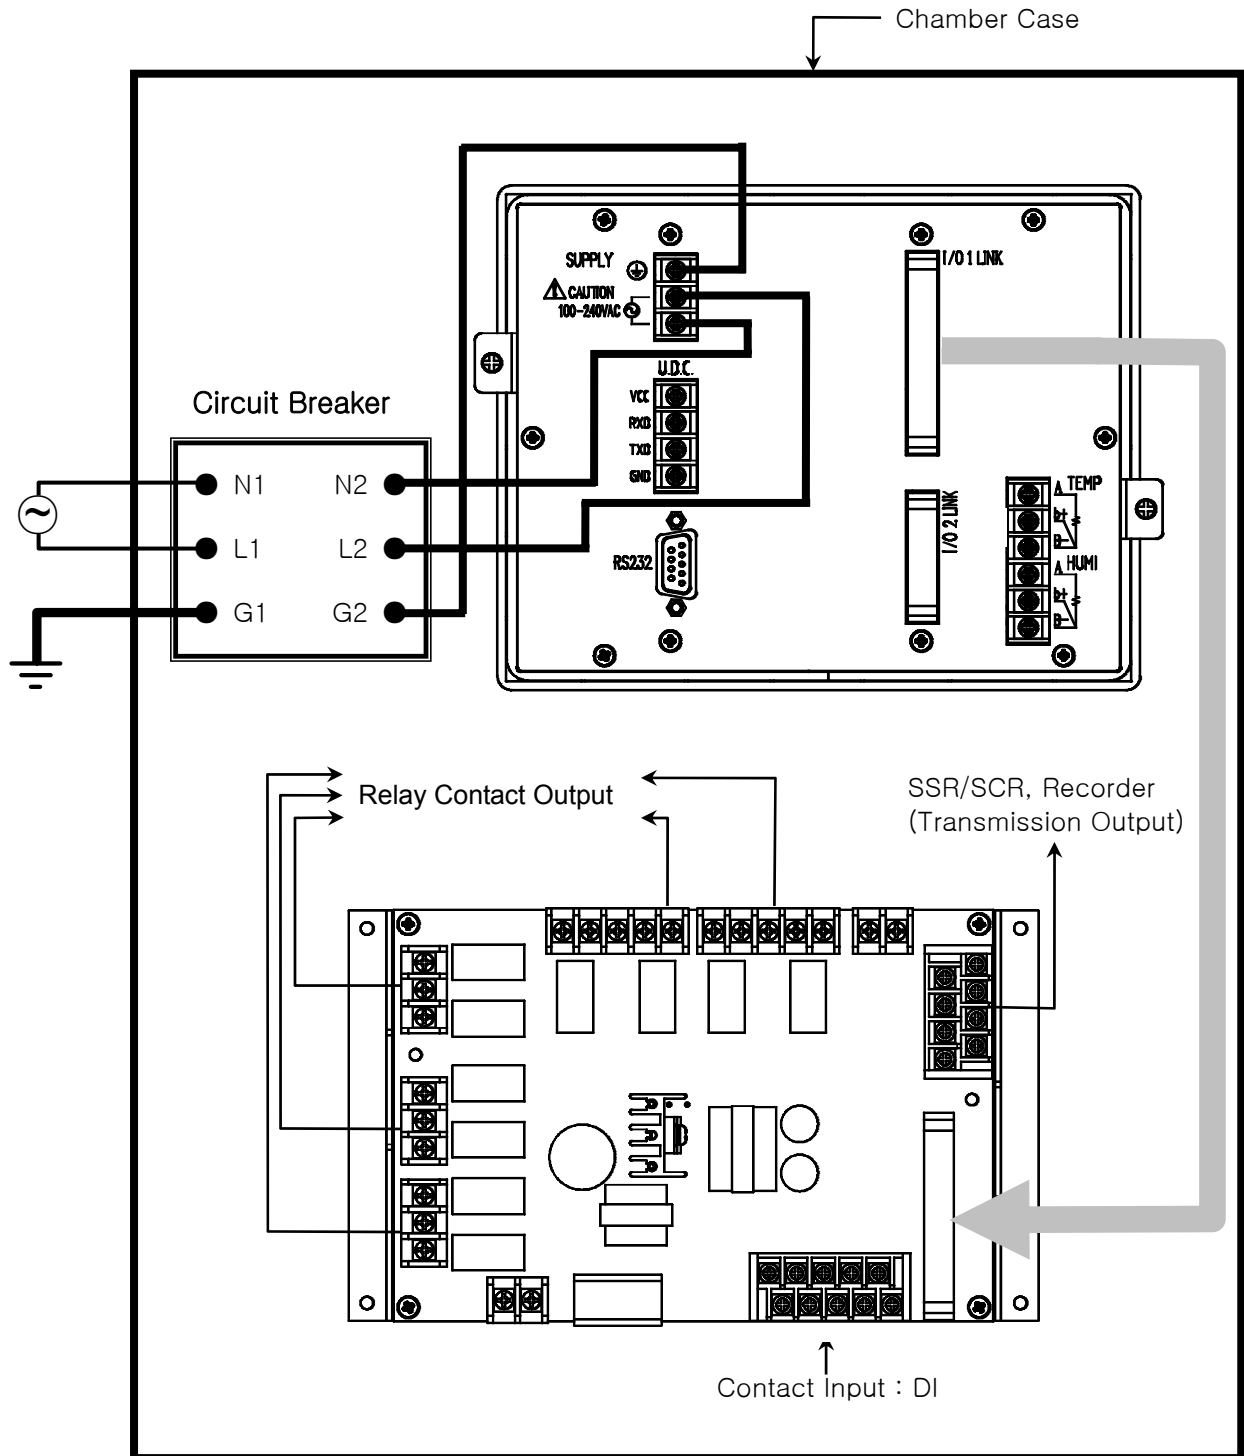 Chamber Case
SUPPLY
CAUTION
100-240VAC
I/O 1 LINK
U.D.C.
VCC
RXD
TXD
GND
Circuit Breaker
N1 N2
L1 L2
G1 G2
RS232
I/O 2 LINK
A TEMP
B
A HUMI
B
Relay Contact Output
SSR/SCR, Recorder
(Transmission Output)
Contact Input : DI